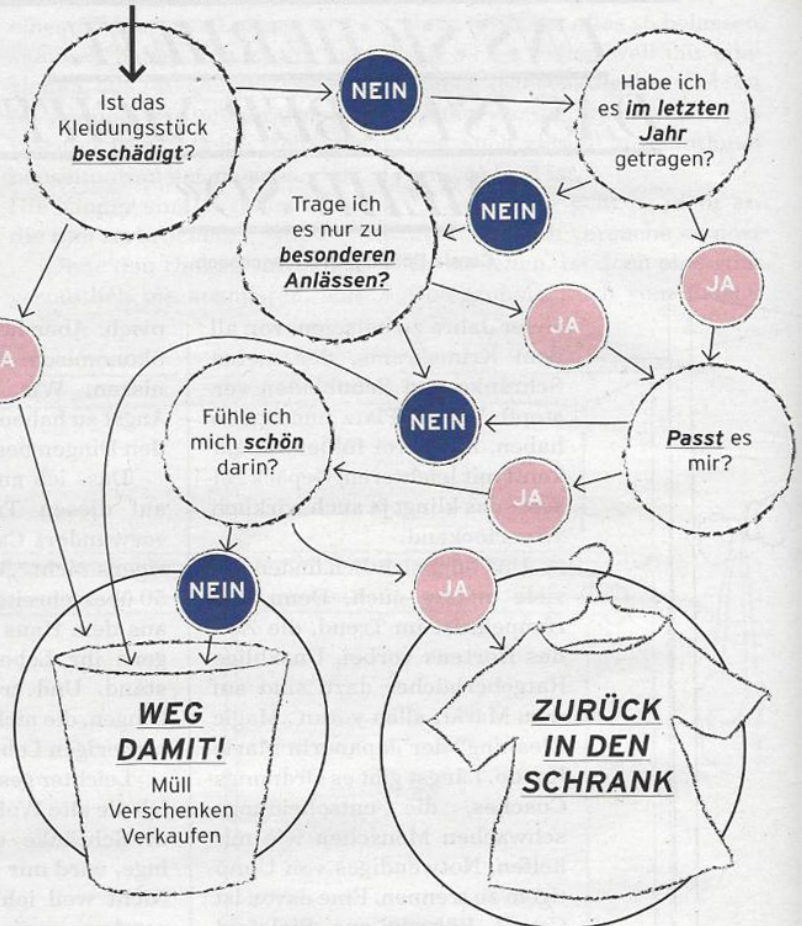 Ist das
Kleidungsstück
beschädigt?
NEIN
Habe ich
es im letzten
Jahr
getragen?
Trage ich
es nur zu
besonderen
Anlässen?
NEIN
JA
JA
Fühle ich
mich schön
darin?
NEIN
Passt es
mir?
JA
NEIN
JA
WEG
DAMIT!
Müll
Verschenken
Verkaufen
ZURÜCK
IN DEN
SCHRANK